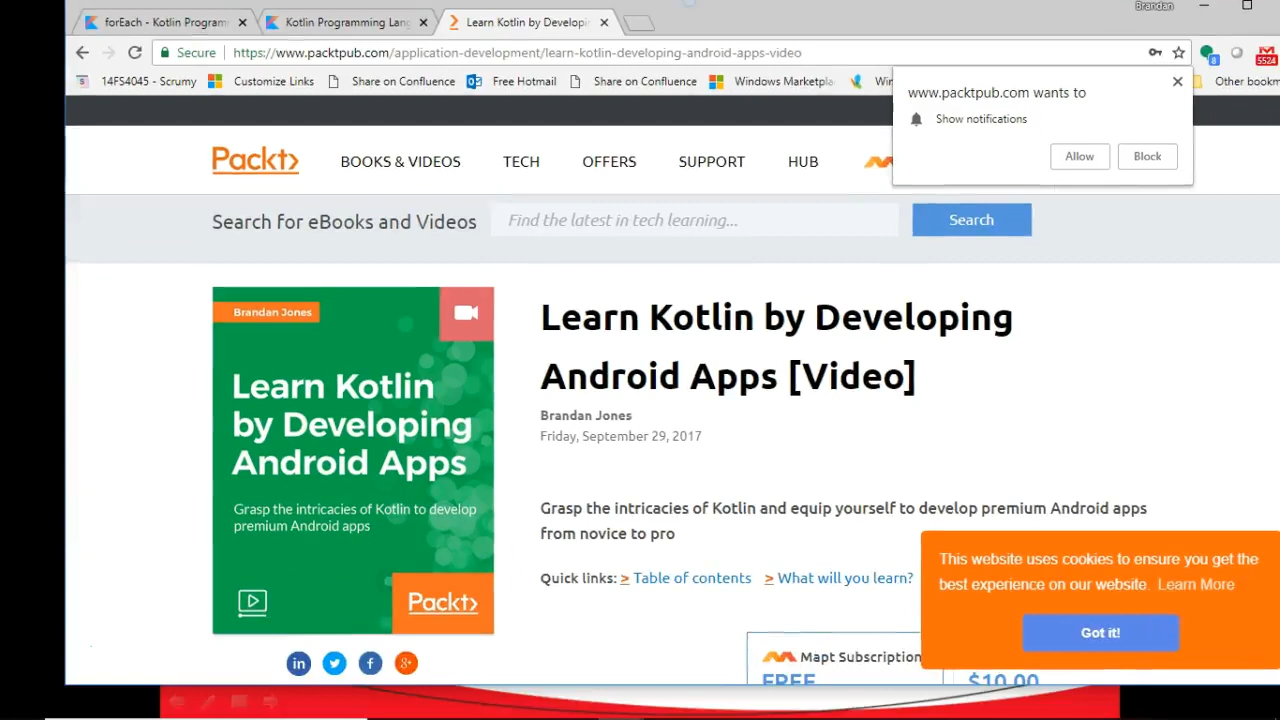 Brandan
forEach - Kotlin Program
Kotlin Programming Lang
Learn Kotlin by Developi
Secure
https://www.packtpub.com/application-development/learn-kotlin-developing-android-apps-video
8
5524
14FS4045 - Scrumy
Customize Links
Share on Confluence
Free Hotmail
Share on Confluence
Windows Marketpla
Win
Other bookm
www.packtpub.com wants to
Show notifications
Allow
Block
Packt>
BOOKS & VIDEOS
TECH
OFFERS
SUPPORT
HUB
Search for eBooks and Videos
Find the latest in tech learning...
Search
Brandan Jones
Learn Kotlin
by Developing
Android Apps
Grasp the intricacies of Kotlin to develop
premium Android apps
Packt>
Learn Kotlin by Developing
Android Apps [Video]
Brandan Jones
Friday, September 29, 2017
Grasp the intricacies of Kotlin and equip yourself to develop premium Android apps
from novice to pro
Quick links: > Table of contents > What will you learn?
This website uses cookies to ensure you get the
best experience on our website. Learn More
Got it!
Mapt Subscription
FREE
$10.00